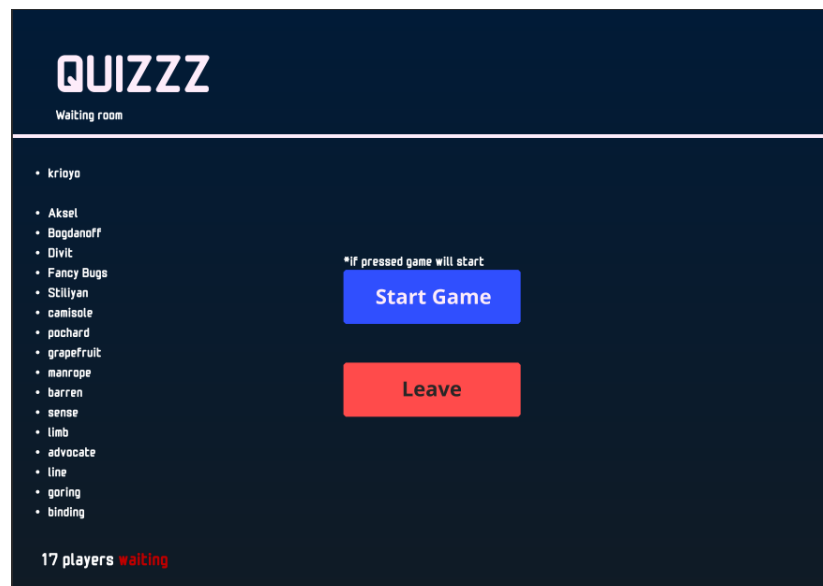 QUIZZZ
Waiting room
• krioyo
• Aksel
• Bogdanoff
• Divit
• Fancy Bugs
• Stiliyan
• camisole
• pochard
• grapefruit
• manrope
• barren
• sense
• limb
• advocate
• line
• goring
• binding
17 players waiting
*if pressed game will start
Start Game
Leave